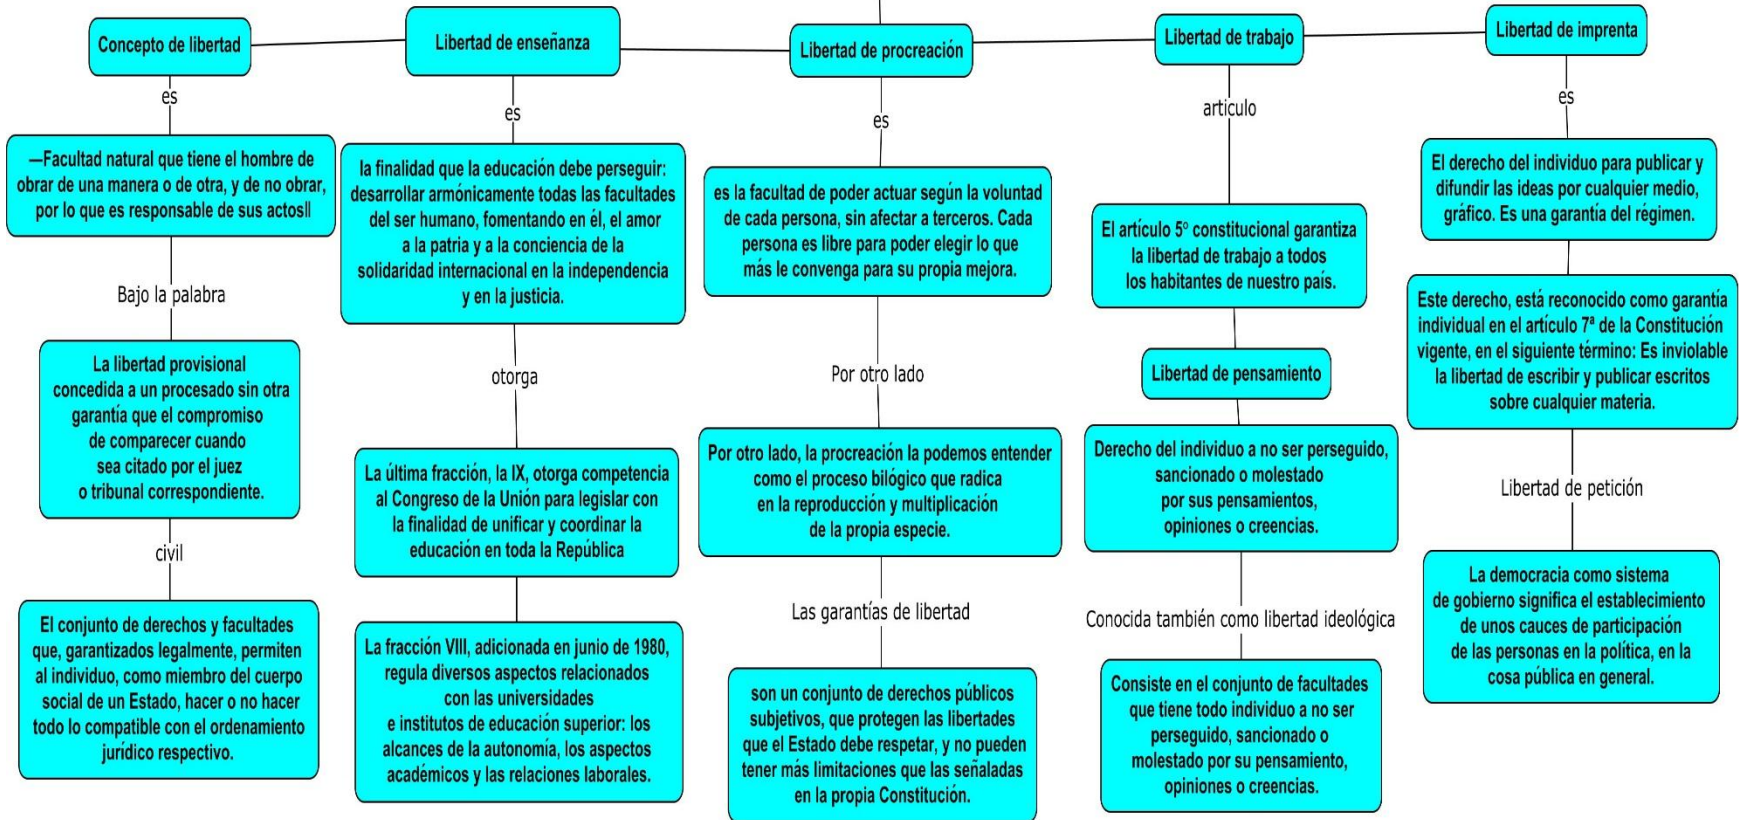 Concepto de libertad
es
—Facultad natural que tiene el hombre de
obrar de una manera o de otra, y de no obrar,
por lo que es responsable de sus actos‖
Bajo la palabra
La libertad provisional
concedida a un procesado sin otra
garantía que el compromiso
de comparecer cuando
sea citado por el juez
o tribunal correspondiente.
civil
El conjunto de derechos y facultades
que, garantizados legalmente, permiten
al individuo, como miembro del cuerpo
social de un Estado, hacer o no hacer
todo lo compatible con el ordenamiento
jurídico respectivo.
Libertad de enseñanza
es
la finalidad que la educación debe perseguir:
desarrollar armónicamente todas las facultades
del ser humano, fomentando en él, el amor
a la patria y a la conciencia de la
solidaridad internacional en la independencia
y en la justicia.
otorga
La última fracción, la IX, otorga competencia
al Congreso de la Unión para legislar con
la finalidad de unificar y coordinar la
educación en toda la República
La fracción VIII, adicionada en junio de 1980,
regula diversos aspectos relacionados
con las universidades
e institutos de educación superior: los
alcances de la autonomía, los aspectos
académicos y las relaciones laborales.
Libertad de procreación
es
es la facultad de poder actuar según la voluntad
de cada persona, sin afectar a terceros. Cada
persona es libre para poder elegir lo que
más le convenga para su propia mejora.
Por otro lado
Por otro lado, la procreación la podemos entender
como el proceso bilógico que radica
en la reproducción y multiplicación
de la propia especie.
Las garantías de libertad
son un conjunto de derechos públicos
subjetivos, que protegen las libertades
que el Estado debe respetar, y no pueden
tener más limitaciones que las señaladas
en la propia Constitución.
Libertad de trabajo
articulo
El artículo 5º constitucional garantiza
la libertad de trabajo a todos
los habitantes de nuestro país.
Libertad de pensamiento
Derecho del individuo a no ser perseguido,
sancionado o molestado
por sus pensamientos,
opiniones o creencias.
Conocida también como libertad ideológica
Consiste en el conjunto de facultades
que tiene todo individuo a no ser
perseguido, sancionado o
molestado por su pensamiento,
opiniones o creencias.
Libertad de imprenta
es
El derecho del individuo para publicar y
difundir las ideas por cualquier medio,
gráfico. Es una garantía del régimen.
Este derecho, está reconocido como garantía
individual en el artículo 7ª de la Constitución
vigente, en el siguiente término: Es inviolable
la libertad de escribir y publicar escritos
sobre cualquier materia.
Libertad de petición
La democracia como sistema
de gobierno significa el establecimiento
de unos cauces de participación
de las personas en la política, en la
cosa pública en general.